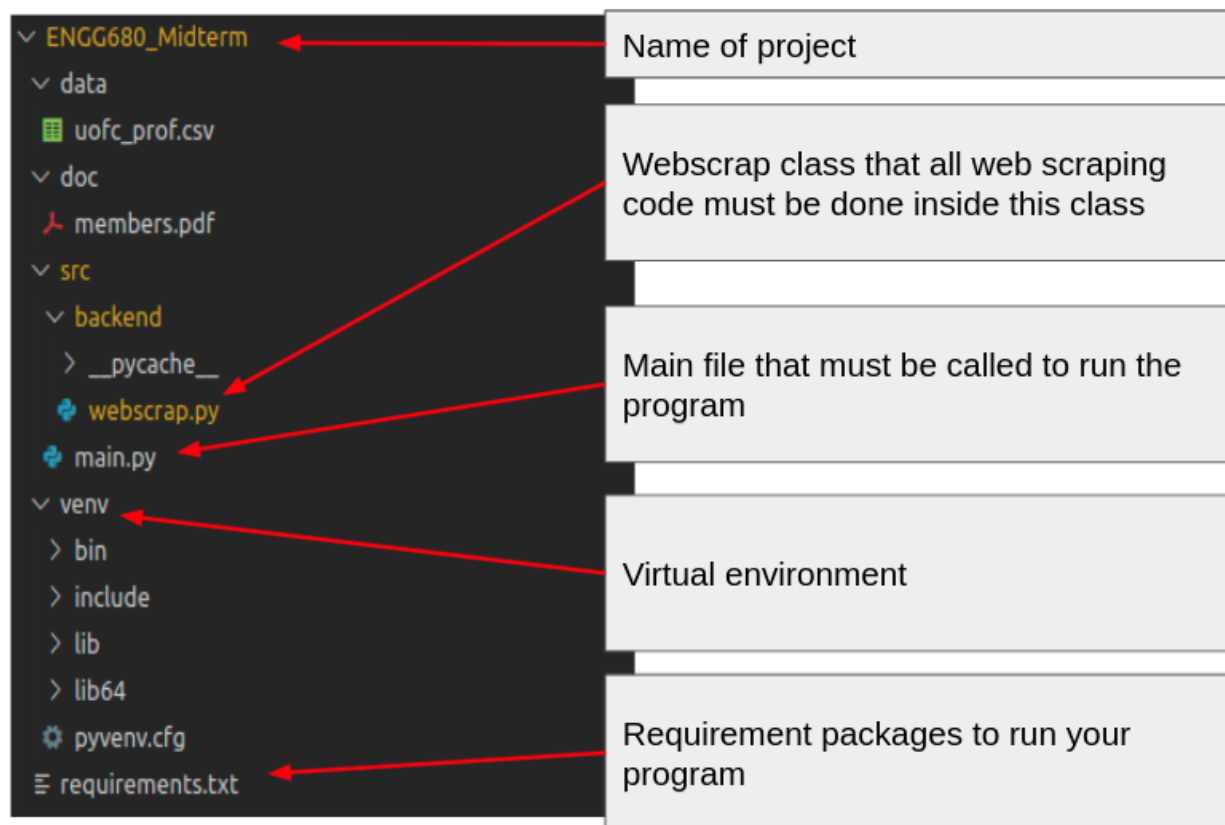 ENGG680_Midterm
Name of project
data
uofc_prof.csv
Webscrap class that all web scraping
code must be done inside this class
doc
members.pdf
src
backend
__pycache__
Main file that must be called to run the
program
webscrap.py
main.py
venv
bin
Virtual environment
include
lib
lib64
pyvenv.cfg
Requirement packages to run your
program
requirements.txt